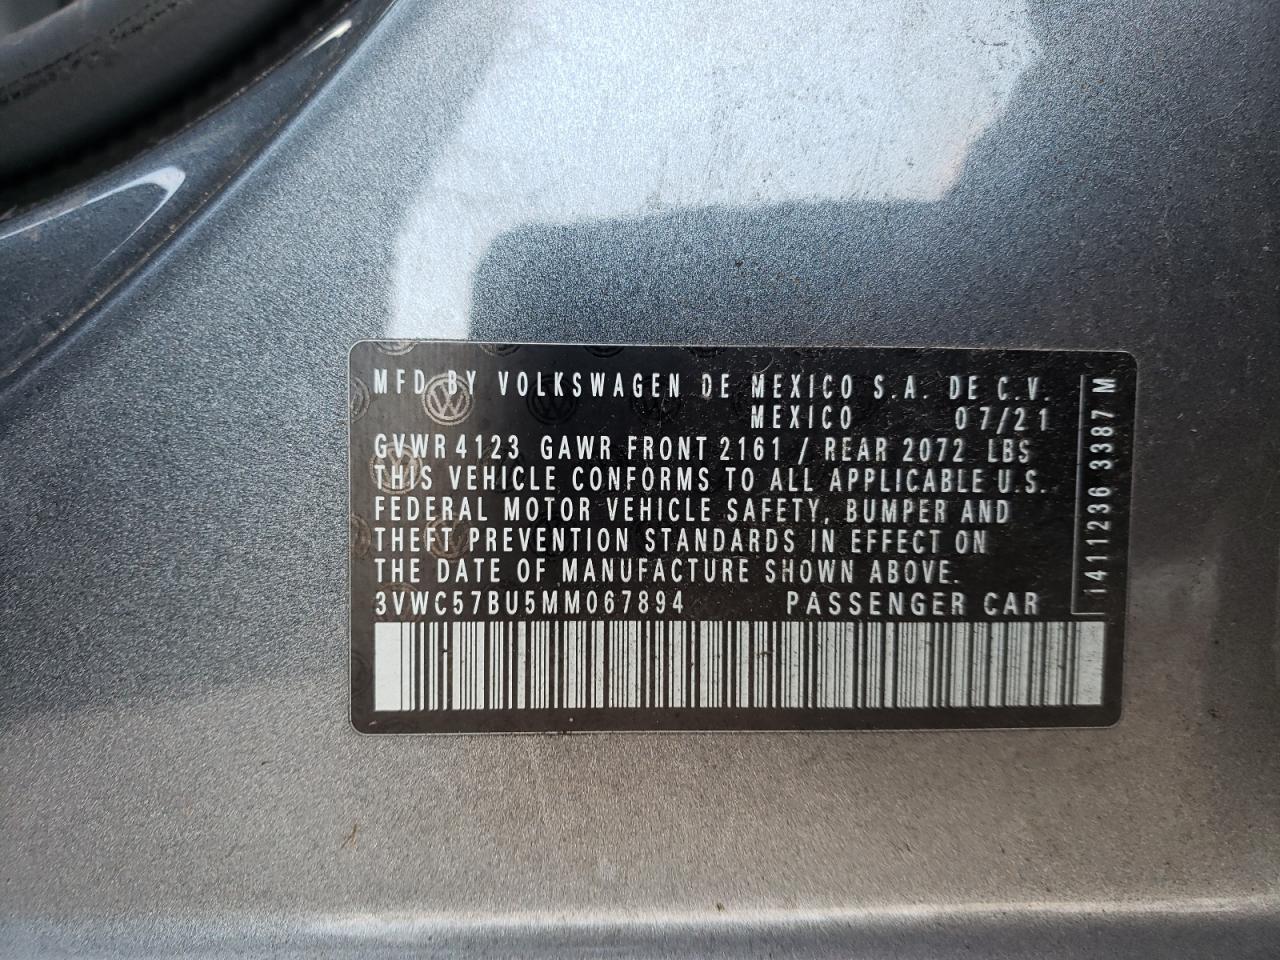 MFD BY VOLKSWAGEN DE MEXICO S.A. DE C.V.
MEXICO 07/21
GVWR 4123 GAWR FRONT 2161 / REAR 2072 LBS
THIS VEHICLE CONFORMS TO ALL APPLICABLE U.S.
FEDERAL MOTOR VEHICLE SAFETY, BUMPER AND
THEFT PREVENTION STANDARDS IN EFFECT ON
THE DATE OF MANUFACTURE SHOWN ABOVE.
3VWC57BU5MM067894 PASSENGER CAR
1411236 3387 M